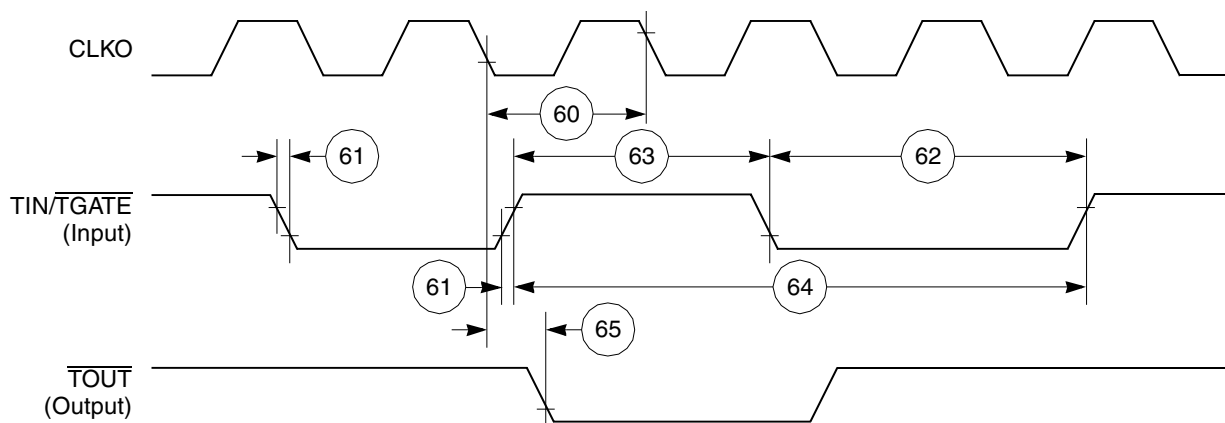 CLKO
60
61
63
62
TIN/TGATE
(Input)
61
64
65
TOUT
(Output)